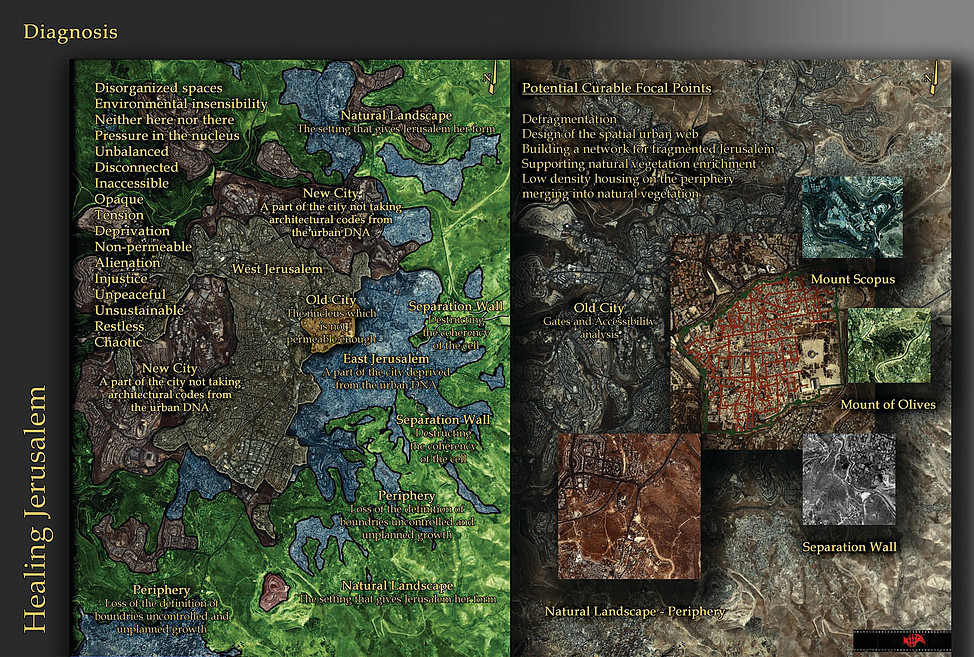 Diagnosis
Healing Jerusalem
Disorganized spaces
Environmental insensibility
Neither here nor there
Pressure in the nucleus
Unbalanced
Disconnected
Inaccessible
Opaque
Tension
Deprivation
Non-permeable
Alienation
Injustice
Unpeaceful
Unsustainable
Restless
Chaotic
N
Natural Landscape
The setting that gives Jerusalem her form
New City
A part of the city not taking
architectural codes from
the urban DNA
West Jerusalem
Old City
The nucleus which
is not
permeable enough
Separation Wall
Destructing
the coherency
of the cell
East Jerusalem
A part of the city deprived
from the urban DNA
New City
A part of the city not taking
architectural codes from
the urban DNA
Separation Wall
Destructing
the coherency
of the cell
Periphery
Loss of the definition of
boundries uncontrolled and
unplanned growth
Natural Landscape
The setting that gives Jerusalem her form
Periphery
Loss of the definition of
boundries uncontrolled and
unplanned growth
N
Potential Curable Focal Points
Defragmentation
Design of the spatial urban web
Building a network for fragmented Jerusalem
Supporting natural vegetation enrichment
Low density housing on the periphery
merging into natural vegetation
Mount Scopus
Old City
Gates and Accessibility
analysis
Mount of Olives
Separation Wall
Natural Landscape - Periphery